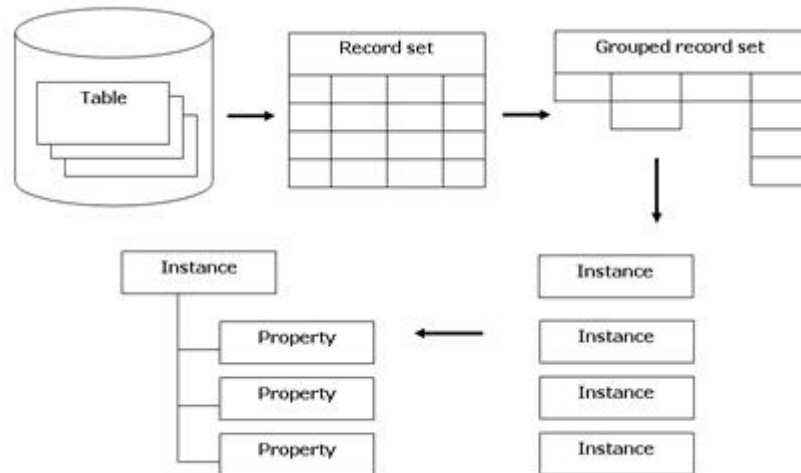 Table
Record set
Grouped record set
Instance
Property
Property
Property
Instance
Instance
Instance
Instance